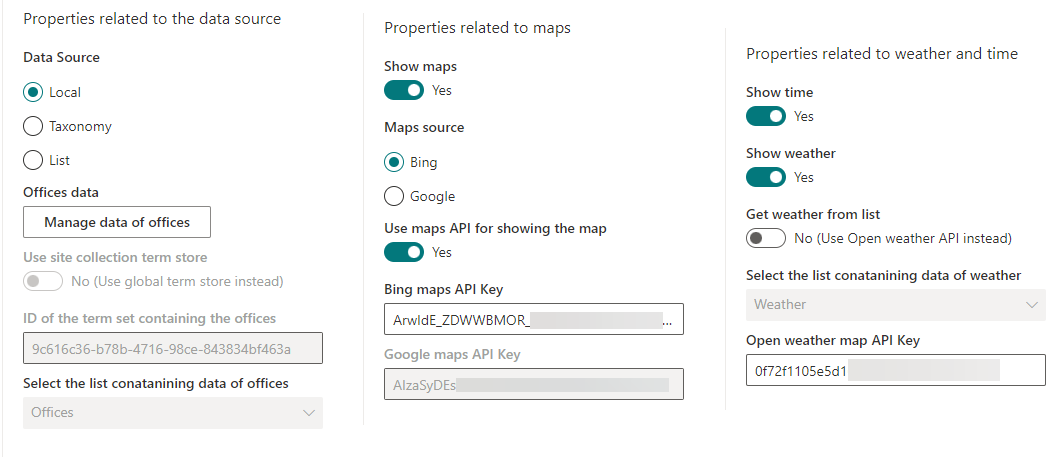 Properties related to the data source
Data Source
Local
Taxonomy
List
Offices data
Manage data of offices
Use site collection term store
No (Use global term store instead)
ID of the term set containing the offices
9c616c36-b78b-4716-98ce-843834bf463a
Select the list conatanining data of offices
Offices
Properties related to maps
Show maps
Yes
Maps source
Bing
Google
Use maps API for showing the map
Yes
Bing maps API Key
ArwIdE_ZDWWBMOR_ ...
Google maps API Key
AIzaSyDEs
Properties related to weather and time
Show time
Yes
Show weather
Yes
Get weather from list
No (Use Open weather API instead)
Select the list conatanining data of weather
Weather
Open weather map API Key
0f72f1105e5d1